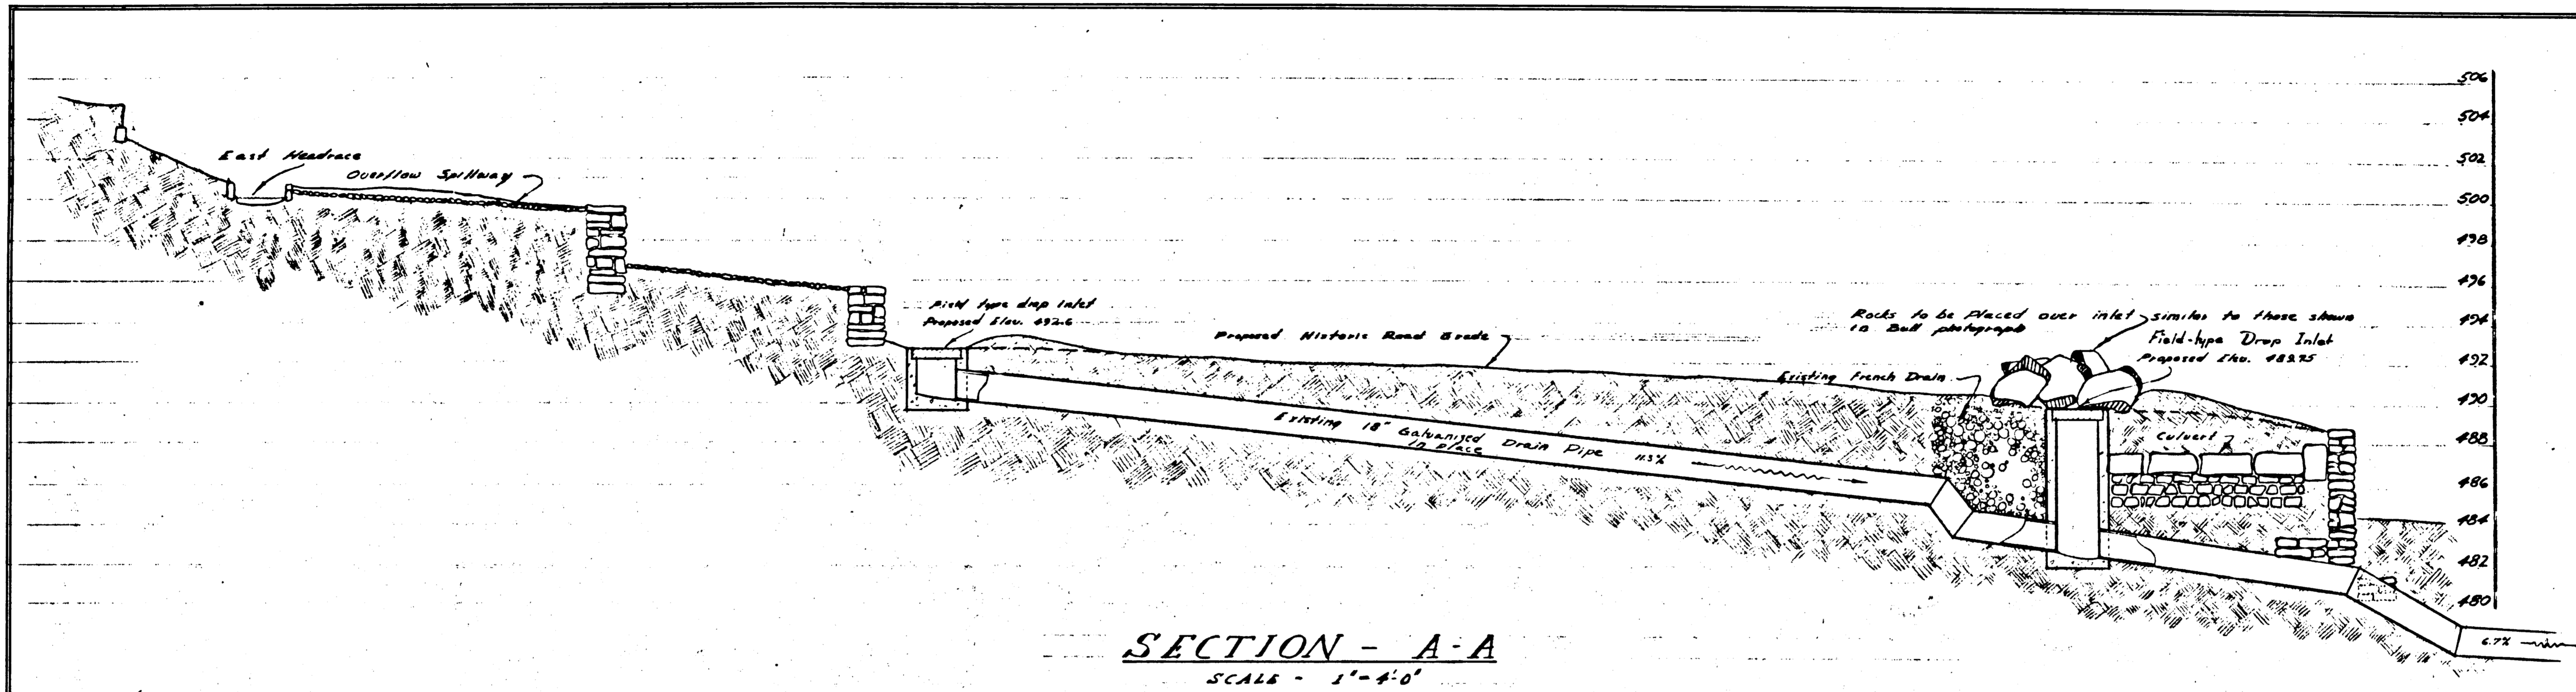 506
504
East Headrace
502
Overflow Spillway
500
498
496
Field type drop inlet
Proposed Elev. 492.6
Rocks to be Placed over inlet similar to those shown
in Ball photograph
494
Proposed Historic Road Grade
Field-type Drop Inlet
Proposed Elev. 489.75
492
Existing French Drain
490
Existing 18" Galvanized Drain Pipe 11.5%
in place
Culvert
488
486
484
482
480
SECTION - A-A
6.7%
SCALE - 1"=4'-0"